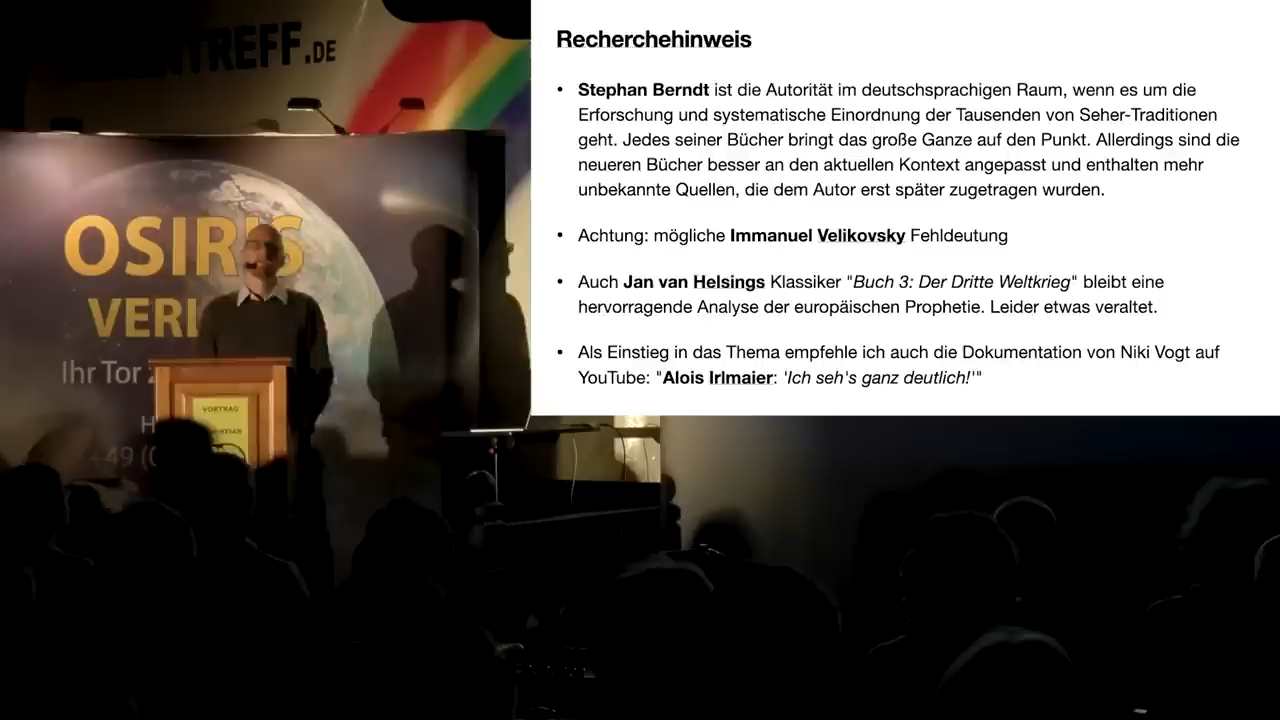 TREFF.DE
OSIRIS
VERL
Ihr Tor
H
+49 (0
VORTRAG
Recherchehinweis
• Stephan Berndt ist die Autorität im deutschsprachigen Raum, wenn es um die
Erforschung und systematische Einordnung der Tausenden von Seher-Traditionen
geht. Jedes seiner Bücher bringt das große Ganze auf den Punkt. Allerdings sind die
neueren Bücher besser an den aktuellen Kontext angepasst und enthalten mehr
unbekannte Quellen, die dem Autor erst später zugetragen wurden.
• Achtung: mögliche Immanuel Velikovsky Fehldeutung
• Auch Jan van Helsings Klassiker "Buch 3: Der Dritte Weltkrieg" bleibt eine
hervorragende Analyse der europäischen Prophetie. Leider etwas veraltet.
• Als Einstieg in das Thema empfehle ich auch die Dokumentation von Niki Vogt auf
YouTube: "Alois Irlmaier: 'Ich seh's ganz deutlich!'"